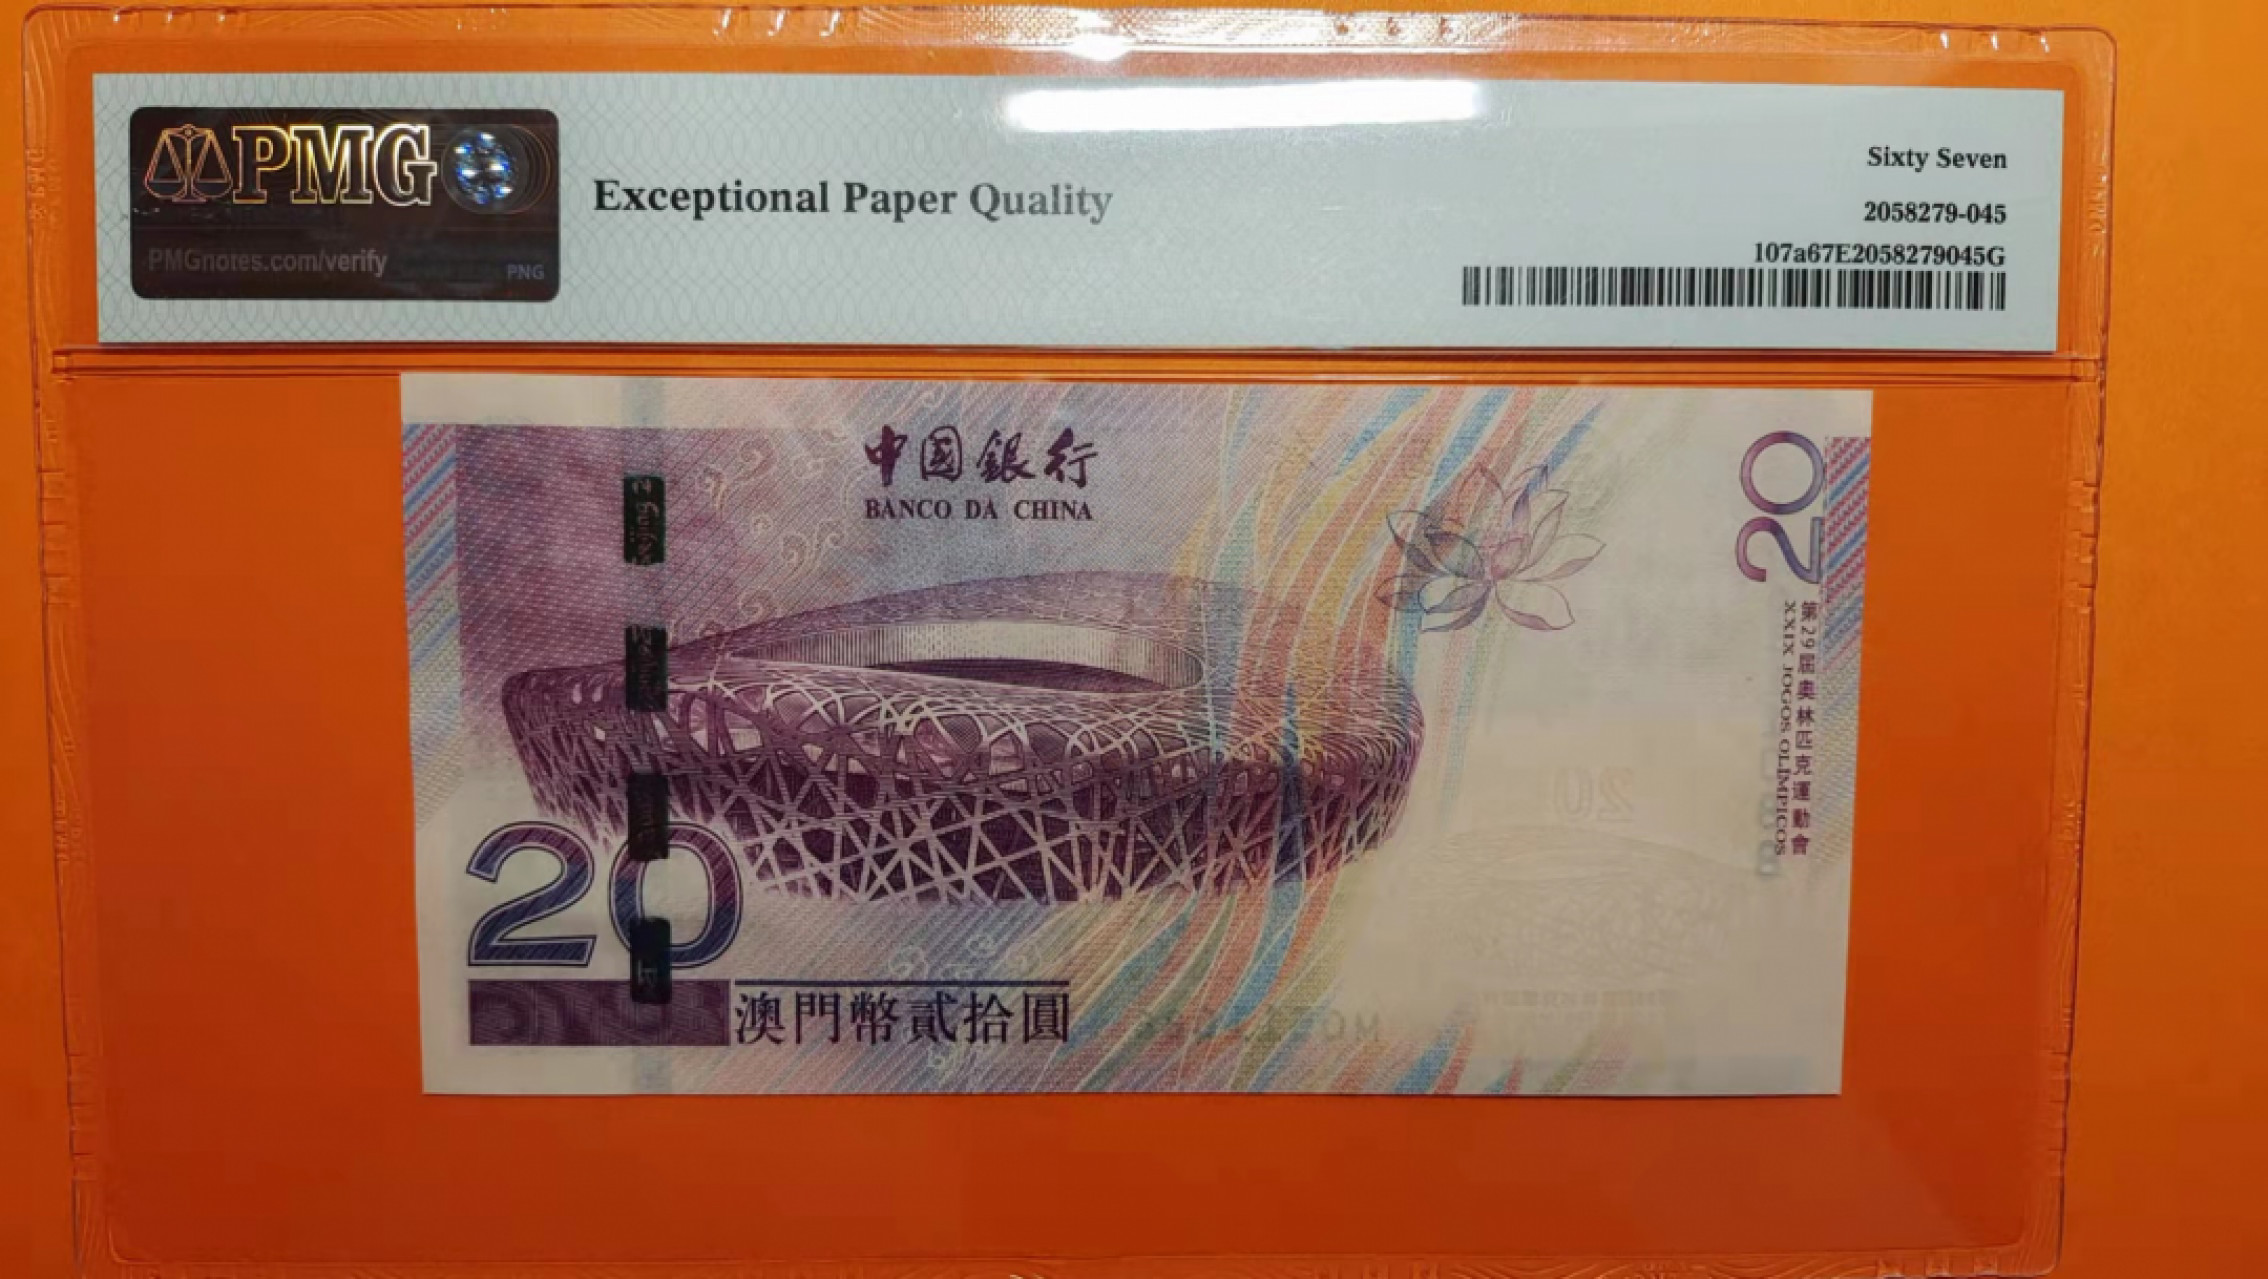 PMG
PMGnotes.com/verify
PNG
Exceptional Paper Quality
Sixty Seven
2058279-045
107a67E2058279045G
中国銀行
BANCO DA CHINA
20
第29屆奧林匹克運動會
XXIX JOGOS OLÍMPICOS
20
澳門幣貳拾圓